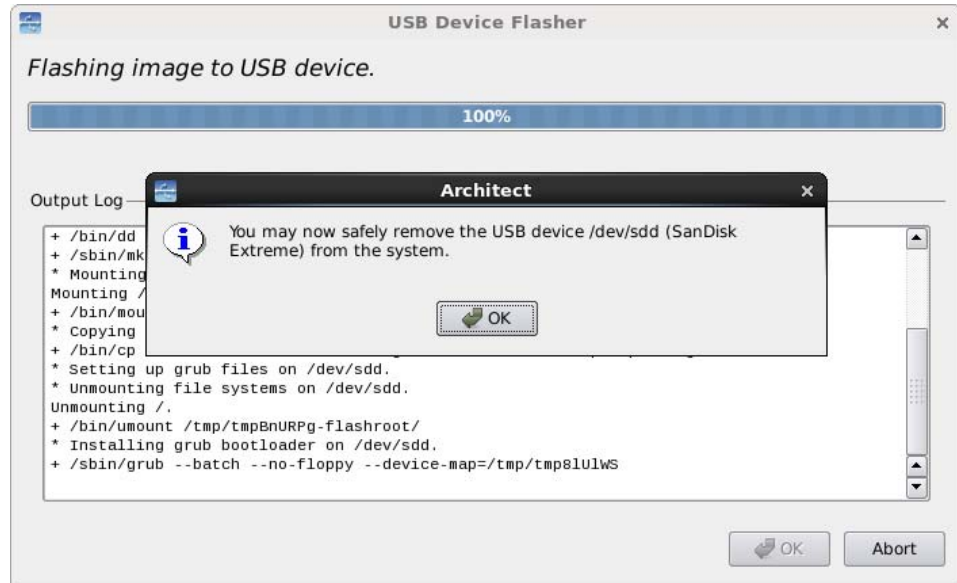 USB Device Flasher
Flashing image to USB device.
100%
Output Log
Architect
You may now safely remove the USB device /dev/sdd (SanDisk
Extreme) from the system.
OK
+ /bin/dd
+ /sbin/mk
* Mounting
Mounting /
+ /bin/mou
* Copying
+ /bin/cp
* Setting up grub files on /dev/sdd.
* Unmounting file systems on /dev/sdd.
Unmounting /.
+ /bin/umount /tmp/tmpBnURPg-flashroot/
* Installing grub bootloader on /dev/sdd.
+ /sbin/grub --batch --no-floppy --device-map=/tmp/tmp8lUlWS
OK
Abort